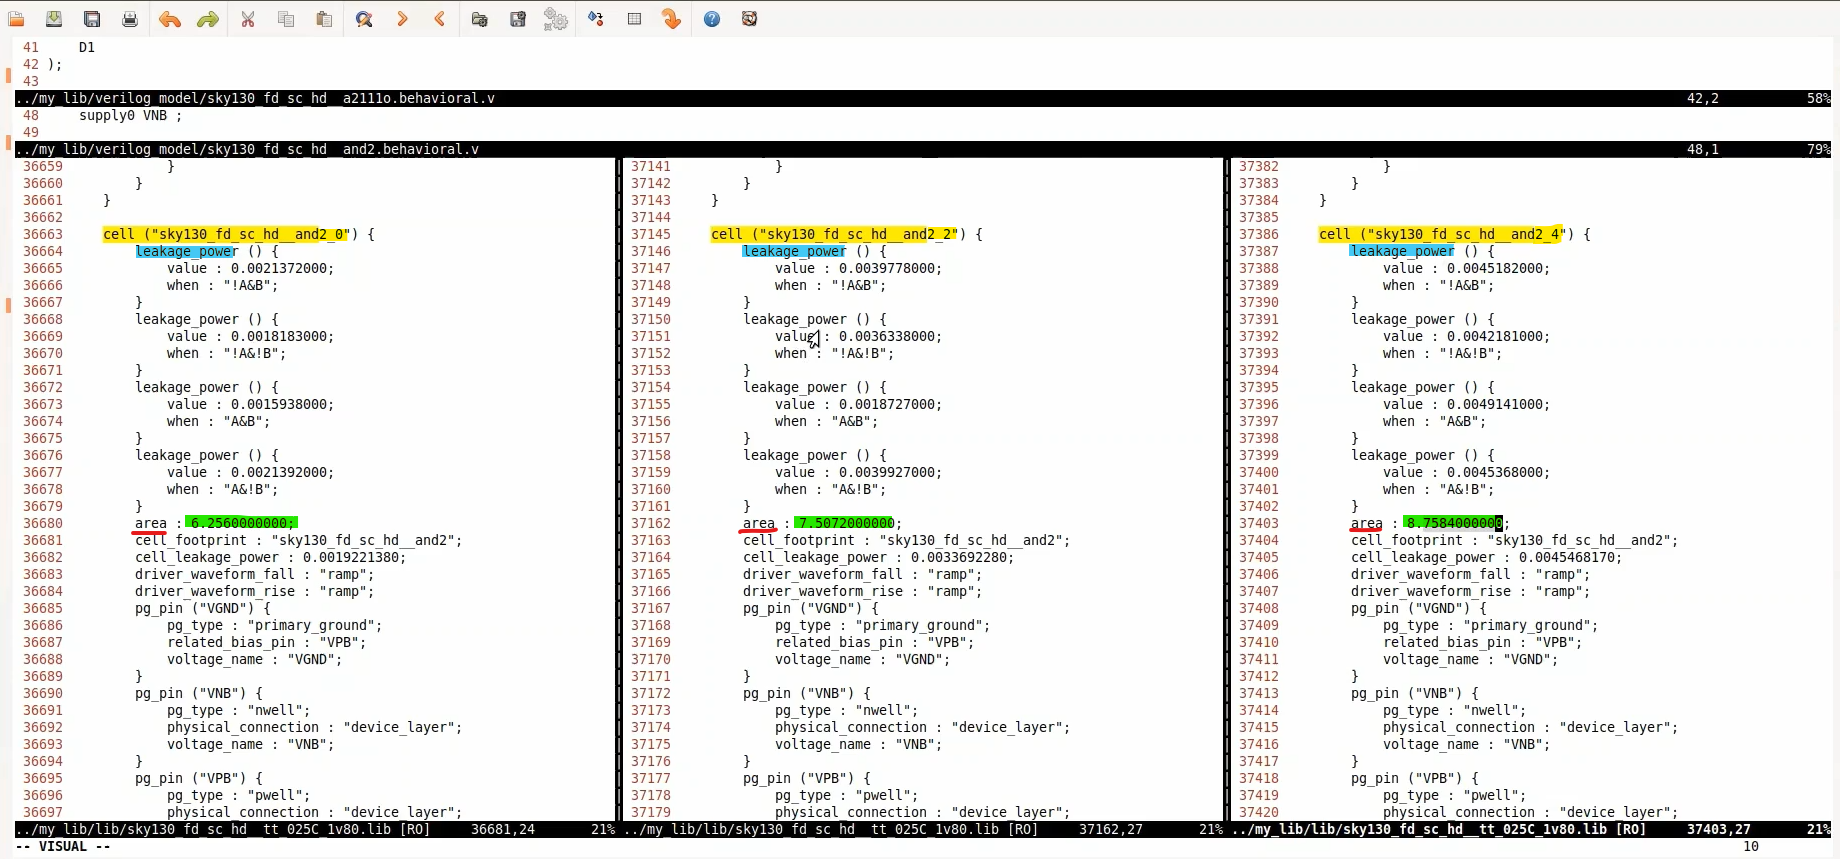 41     D1
42 );
43
../my_lib/verilog_model/sky130_fd_sc_hd__a2111o.behavioral.v 42,2 58%
48     supply0 VNB ;
49
../my_lib/verilog_model/sky130_fd_sc_hd__and2.behavioral.v 48,1 79%
36659 }
36660 }
36661 }
36662
36663 cell ("sky130_fd_sc_hd__and2_0") {
36664 leakage_power () {
36665 value : 0.0021372000;
36666 when : "!A&B";
36667 }
36668 leakage_power () {
36669 value : 0.0018183000;
36670 when : "!A&!B";
36671 }
36672 leakage_power () {
36673 value : 0.0015938000;
36674 when : "A&B";
36675 }
36676 leakage_power () {
36677 value : 0.0021392000;
36678 when : "A&!B";
36679 }
36680 area : 6.2560000000;
36681 cell_footprint : "sky130_fd_sc_hd__and2";
36682 cell_leakage_power : 0.0019221380;
36683 driver_waveform_fall : "ramp";
36684 driver_waveform_rise : "ramp";
36685 pg_pin ("VGND") {
36686 pg_type : "primary_ground";
36687 related_bias_pin : "VPB";
36688 voltage_name : "VGND";
36689 }
36690 pg_pin ("VNB") {
36691 pg_type : "nwell";
36692 physical_connection : "device_layer";
36693 voltage_name : "VNB";
36694 }
36695 pg_pin ("VPB") {
36696 pg_type : "pwell";
36697 physical_connection : "device_layer";
../my_lib/lib/sky130_fd_sc_hd__tt_025C_1v80.lib [RO] 36681,24 21%
37141 }
37142 }
37143 }
37144
37145 cell ("sky130_fd_sc_hd__and2_2") {
37146 leakage_power () {
37147 value : 0.0039778000;
37148 when : "!A&B";
37149 }
37150 leakage_power () {
37151 value : 0.0036338000;
37152 when : "!A&!B";
37153 }
37154 leakage_power () {
37155 value : 0.0018727000;
37156 when : "A&B";
37157 }
37158 leakage_power () {
37159 value : 0.0039927000;
37160 when : "A&!B";
37161 }
37162 area : 7.5072000000;
37163 cell_footprint : "sky130_fd_sc_hd__and2";
37164 cell_leakage_power : 0.0033692280;
37165 driver_waveform_fall : "ramp";
37166 driver_waveform_rise : "ramp";
37167 pg_pin ("VGND") {
37168 pg_type : "primary_ground";
37169 related_bias_pin : "VPB";
37170 voltage_name : "VGND";
37171 }
37172 pg_pin ("VNB") {
37173 pg_type : "nwell";
37174 physical_connection : "device_layer";
37175 voltage_name : "VNB";
37176 }
37177 pg_pin ("VPB") {
37178 pg_type : "pwell";
37179 physical_connection : "device_layer";
../my_lib/lib/sky130_fd_sc_hd__tt_025C_1v80.lib [RO] 37162,27 21%
37382 }
37383 }
37384 }
37385
37386 cell ("sky130_fd_sc_hd__and2_4") {
37387 leakage_power () {
37388 value : 0.0045182000;
37389 when : "!A&B";
37390 }
37391 leakage_power () {
37392 value : 0.0042181000;
37393 when : "!A&!B";
37394 }
37395 leakage_power () {
37396 value : 0.0049141000;
37397 when : "A&B";
37398 }
37399 leakage_power () {
37400 value : 0.0045368000;
37401 when : "A&!B";
37402 }
37403 area : 8.7584000000;
37404 cell_footprint : "sky130_fd_sc_hd__and2";
37405 cell_leakage_power : 0.0045468170;
37406 driver_waveform_fall : "ramp";
37407 driver_waveform_rise : "ramp";
37408 pg_pin ("VGND") {
37409 pg_type : "primary_ground";
37410 related_bias_pin : "VPB";
37411 voltage_name : "VGND";
37412 }
37413 pg_pin ("VNB") {
37414 pg_type : "nwell";
37415 physical_connection : "device_layer";
37416 voltage_name : "VNB";
37417 }
37418 pg_pin ("VPB") {
37419 pg_type : "pwell";
37420 physical_connection : "device_layer";
../my_lib/lib/sky130_fd_sc_hd__tt_025C_1v80.lib [RO] 37403,27 21%
-- VISUAL -- 10